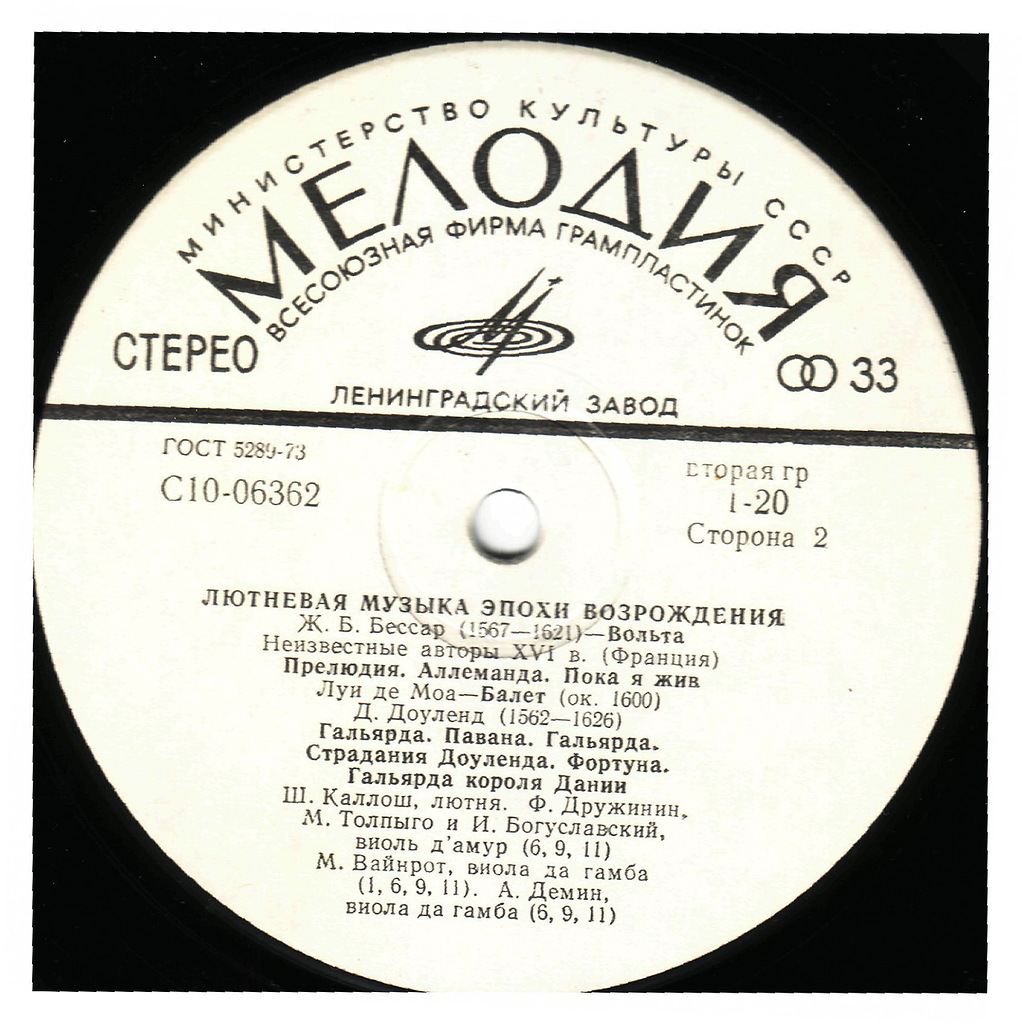 МИНИСТЕРСТВО КУЛЬТУРЫ СССР
МЕЛОДИЯ
ВСЕСОЮЗНАЯ ФИРМА ГРАМПЛАСТИНОК
СТЕРЕО
33
ЛЕНИНГРАДСКИЙ ЗАВОД
ГОСТ 5289-73
С10-06362
вторая гр
1-20
Сторона 2
ЛЮТНЕВАЯ МУЗЫКА ЭПОХИ ВОЗРОЖДЕНИЯ
Ж. Б. Бессар (1567—1621)—Вольта
Неизвестные авторы XVI в. (Франция)
Прелюдия. Аллеманда. Пока я жив
Луи де Моа—Балет (ок. 1600)
Д. Доуленд (1562—1626)
Гальярда. Павана. Гальярда.
Страдания Доуленда. Фортуна.
Гальярда короля Дании
Ш. Каллош, лютня. Ф. Дружинин,
М. Толпыго и И. Богуславский,
виоль д'амур (6, 9, 11)
М. Вайнрот, виола да гамба
(1, 6, 9, 11). А. Демин,
виола да гамба (6, 9, 11)